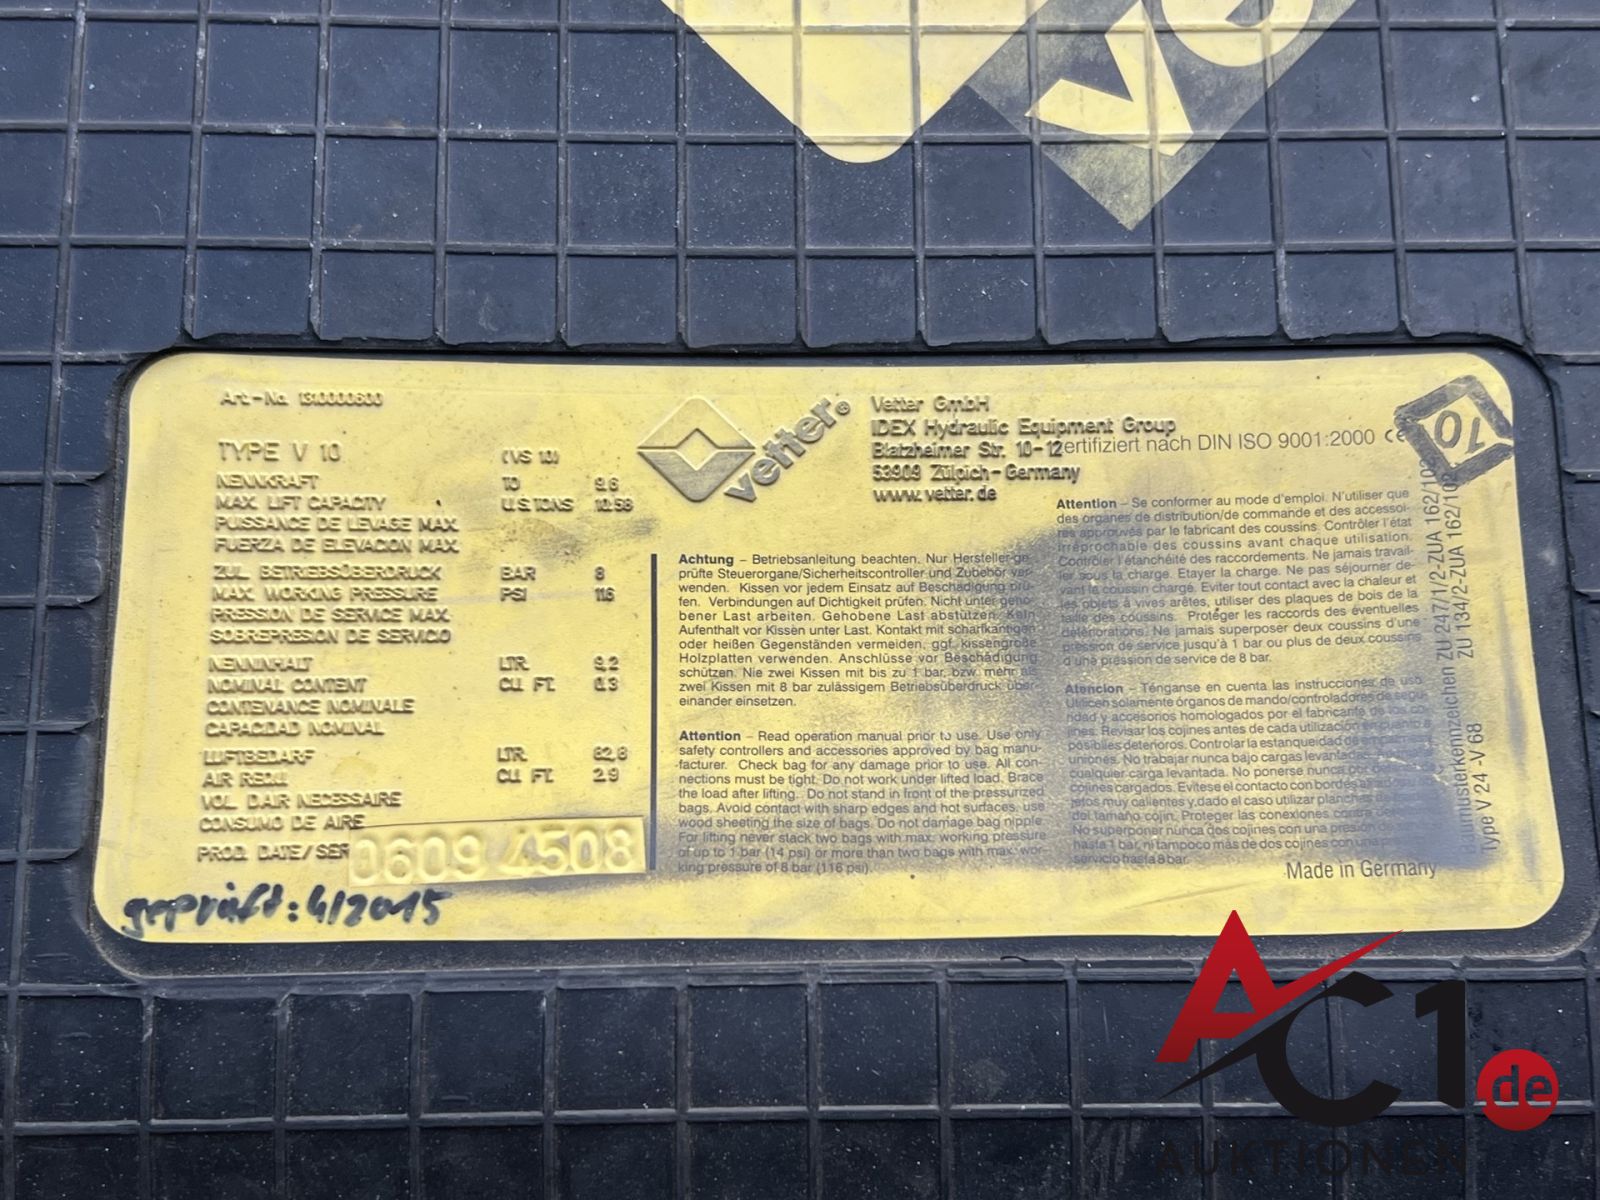 Art.-No. 1310000600
TYPE V 10 (VS 10)
NENNKRAFT TO 9.6
MAX. LIFT CAPACITY U.S.TONS 10.58
PUISSANCE DE LEVAGE MAX.
FUERZA DE ELEVACION MAX.
ZUL. BETRIEBSÜBERDRUCK BAR 8
MAX. WORKING PRESSURE PSI 116
PRESSION DE SERVICE MAX.
SOBREPRESION DE SERVICIO
NENNINHALT LTR. 9,2
NOMINAL CONTENT CU. FT. 0.3
CONTENANCE NOMINALE
CAPACIDAD NOMINAL
LUFTBEDARF LTR. 82,8
AIR REQU. CU. FT. 2.9
VOL. D'AIR NECESSAIRE
CONSUMO DE AIRE
PROD. DATE/SER 0609 4508
geprüft: 4/2015
vetter®
Vetter GmbH
IDEX Hydraulic Equipment Group
Blatzheimer Str. 10-12
53909 Zülpich-Germany
www.vetter.de
ertifiziert nach DIN ISO 9001:2000 CE
10
Achtung – Betriebsanleitung beachten. Nur Hersteller-ge-
prüfte Steuerorgane/Sicherheitscontroller und Zubehör ver-
wenden. Kissen vor jedem Einsatz auf Beschädigung prü-
fen. Verbindungen auf Dichtigkeit prüfen. Nicht unter geho-
bener Last arbeiten. Gehobene Last abstützen. Kein
Aufenthalt vor Kissen unter Last. Kontakt mit scharfkantigen
oder heißen Gegenständen vermeiden, ggf. kissengroße
Holzplatten verwenden. Anschlüsse vor Beschädigung
schützen. Nie zwei Kissen mit bis zu 1 bar, bzw. mehr als
zwei Kissen mit 8 bar zulässigem Betriebsüberdruck über-
einander einsetzen.
Attention – Read operation manual prior to use. Use only
safety controllers and accessories approved by bag manu-
facturer. Check bag for any damage prior to use. All con-
nections must be tight. Do not work under lifted load. Brace
the load after lifting. Do not stand in front of the pressurized
bags. Avoid contact with sharp edges and hot surfaces, use
wood sheeting the size of bags. Do not damage bag nipple.
For lifting never stack two bags with max. working pressure
of up to 1 bar (14 psi) or more than two bags with max. wor-
king pressure of 8 bar (116 psi).
Attention – Se conformer au mode d'emploi. N'utiliser que
des organes de distribution/de commande et des accessoi-
res approuvés par le fabricant des coussins. Contrôler l'état
irréprochable des coussins avant chaque utilisation.
Contrôler l'étanchéité des raccordements. Ne jamais travail-
ler sous la charge. Etayer la charge. Ne pas séjourner de-
vant le coussin chargé. Eviter tout contact avec la chaleur et
les objets à vives arêtes, utiliser des plaques de bois de la
taille des coussins. Protéger les raccords des éventuelles
détériorations. Ne jamais superposer deux coussins d'une
pression de service jusqu'à 1 bar ou plus de deux coussins
d'une pression de service de 8 bar.
Atencion – Ténganse en cuenta las instrucciones de uso.
Utilicen solamente órganos de mando/controladores de segu-
ridad y accesorios homologados por el fabricante de los co-
jines. Revisar los cojines antes de cada utilización en cuanto a
posibles deterioros. Controlar la estanqueidad de empalmes
uniones. No trabajar nunca bajo cargas levantadas
cualquier carga levantada. No ponerse nunca por
cojines cargados. Evítese el contacto con bordes
jetos muy calientes y dado el caso utilizar planchas
del tamaño cojín. Proteger las conexiones contra
No superponer nunca dos cojines con una presión
hasta 1 bar, ni tampoco más de dos cojines con una
servicio hasta 8 bar.
Made in Germany
Baumusterkennzeichen ZU 247/1/2-ZUA 162/102
ZU 134/2-ZUA 162/102
Type V 24 -V 68
AC1.de
AUKTIONEN